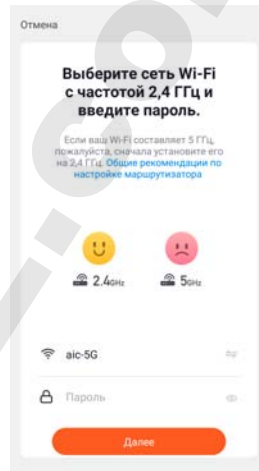 Отмена
Выберите сеть Wi-Fi
с частотой 2,4 ГГц и
введите пароль.
Если ваш Wi-Fi составляет 5 ГГц,
пожалуйста, сначала установите его
на 2,4 ГГц. Общие рекомендации по
настройке маршрутизатора
2.4GHz 5GHz
aic-5G
Пароль
Далее